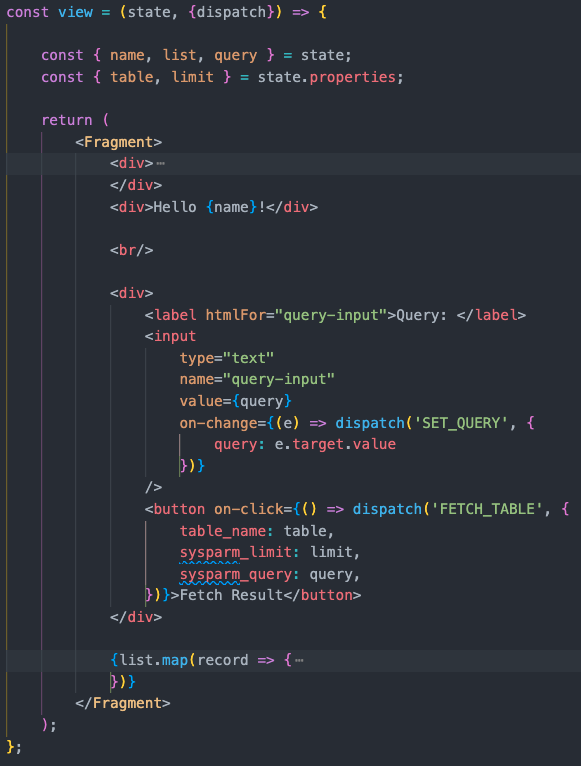 const view = (state, {dispatch}) => {
const { name, list, query } = state;
const { table, limit } = state.properties;
return (
<Fragment>
<div>⋯
</div>
<div>Hello {name}!</div>
<br/>
<div>
<label htmlFor="query-input">Query: </label>
<input
type="text"
name="query-input"
value={query}
on-change={(e) => dispatch('SET_QUERY', {
query: e.target.value
})}
/>
<button on-click={() => dispatch('FETCH_TABLE', {
table_name: table,
sysparm_limit: limit,
sysparm_query: query,
})}>Fetch Result</button>
</div>
{list.map(record => {⋯
})}
</Fragment>
);
};